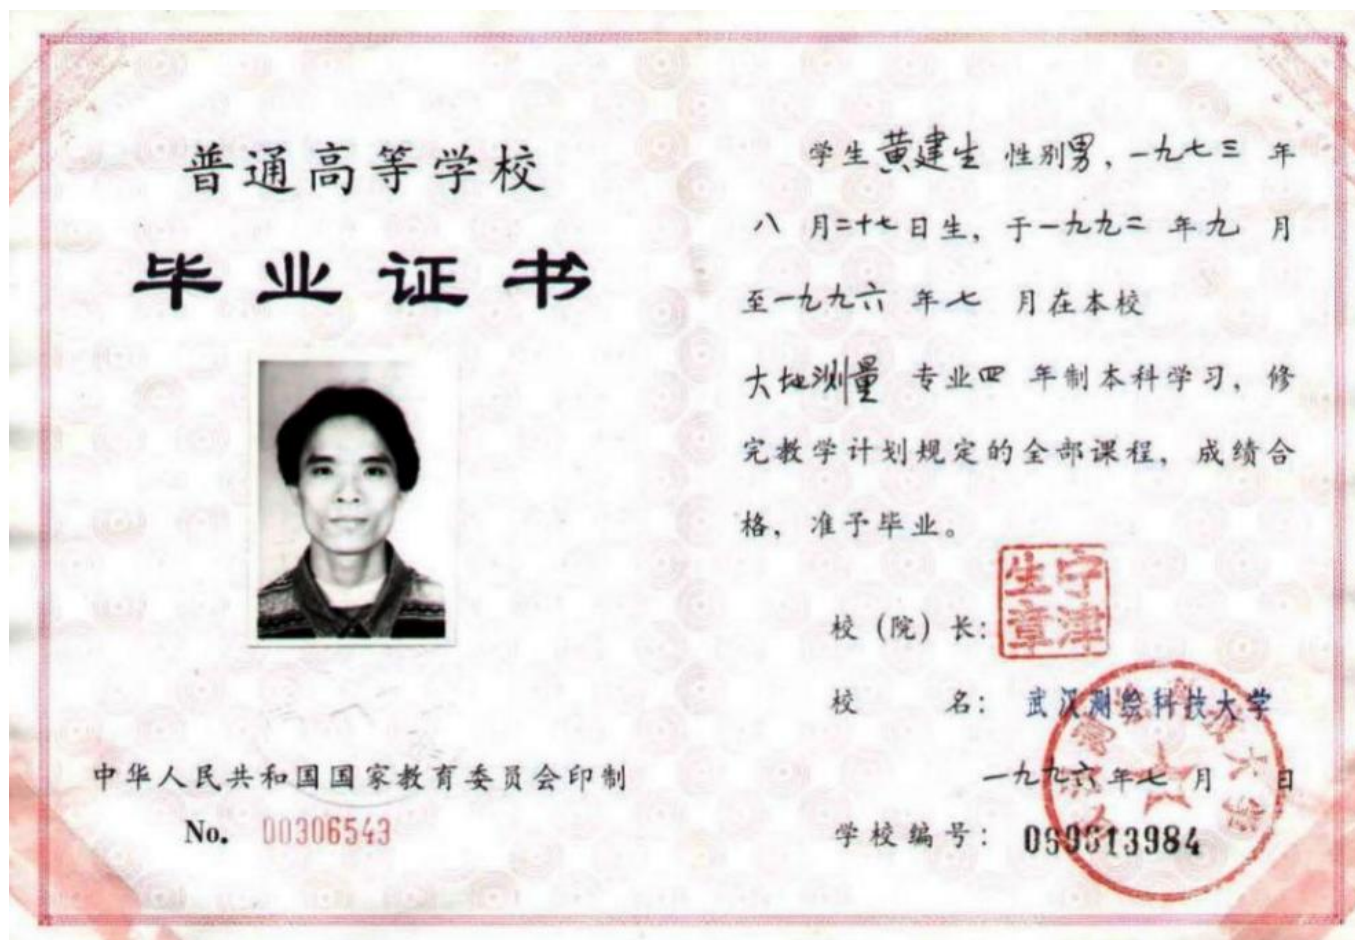 普通高等学校
毕业证书
中华人民共和国国家教育委员会印制
No. 00306543
学生 黄建生 性别男，一九七三 年
八 月二十七日生，于一九九二 年九 月
至一九九六 年七 月在本校
大地测量 专业四 年制本科学习，修
完教学计划规定的全部课程，成绩合
格，准予毕业。
校（院）长：
宁津生章
校 名：武汉测绘科技大学
一九九六年七月 日
学校编号：